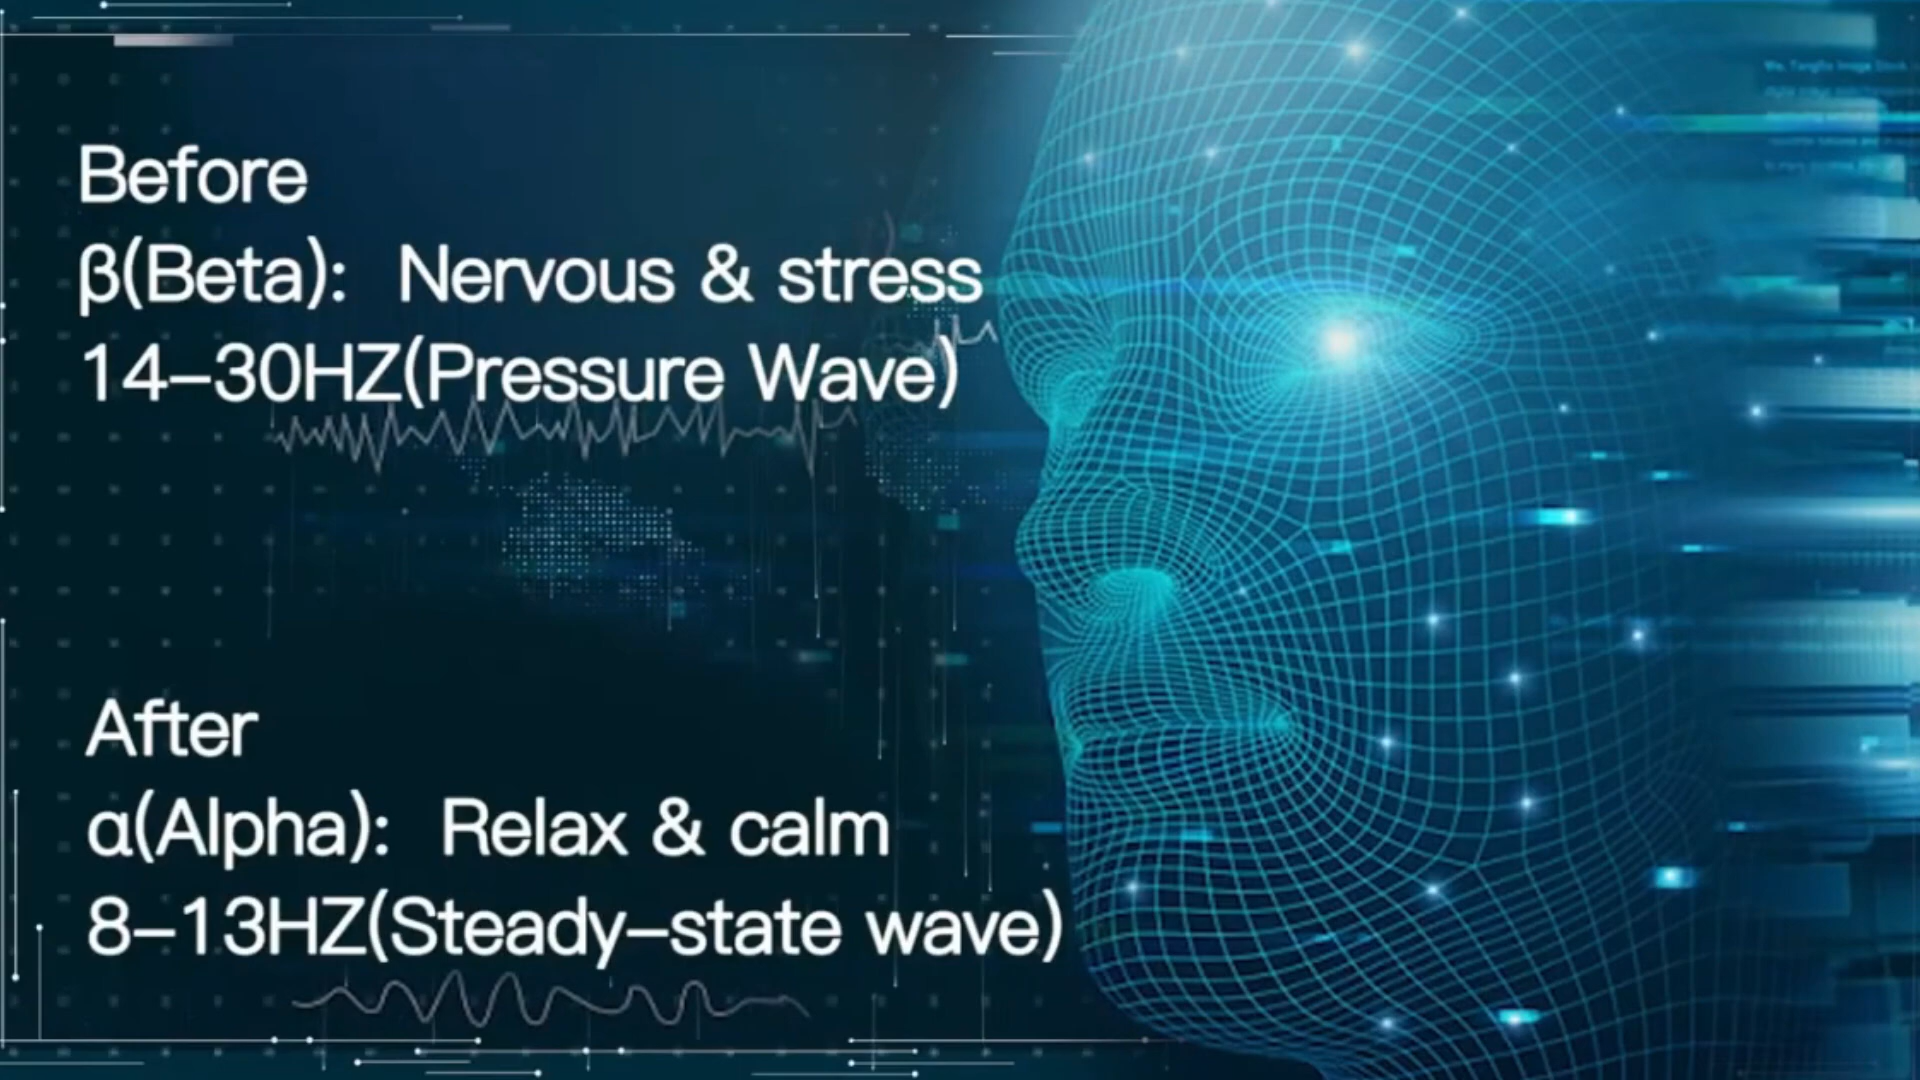 Before
β(Beta): Nervous & stress
14–30HZ(Pressure Wave)
After
α(Alpha): Relax & calm
8–13HZ(Steady–state wave)